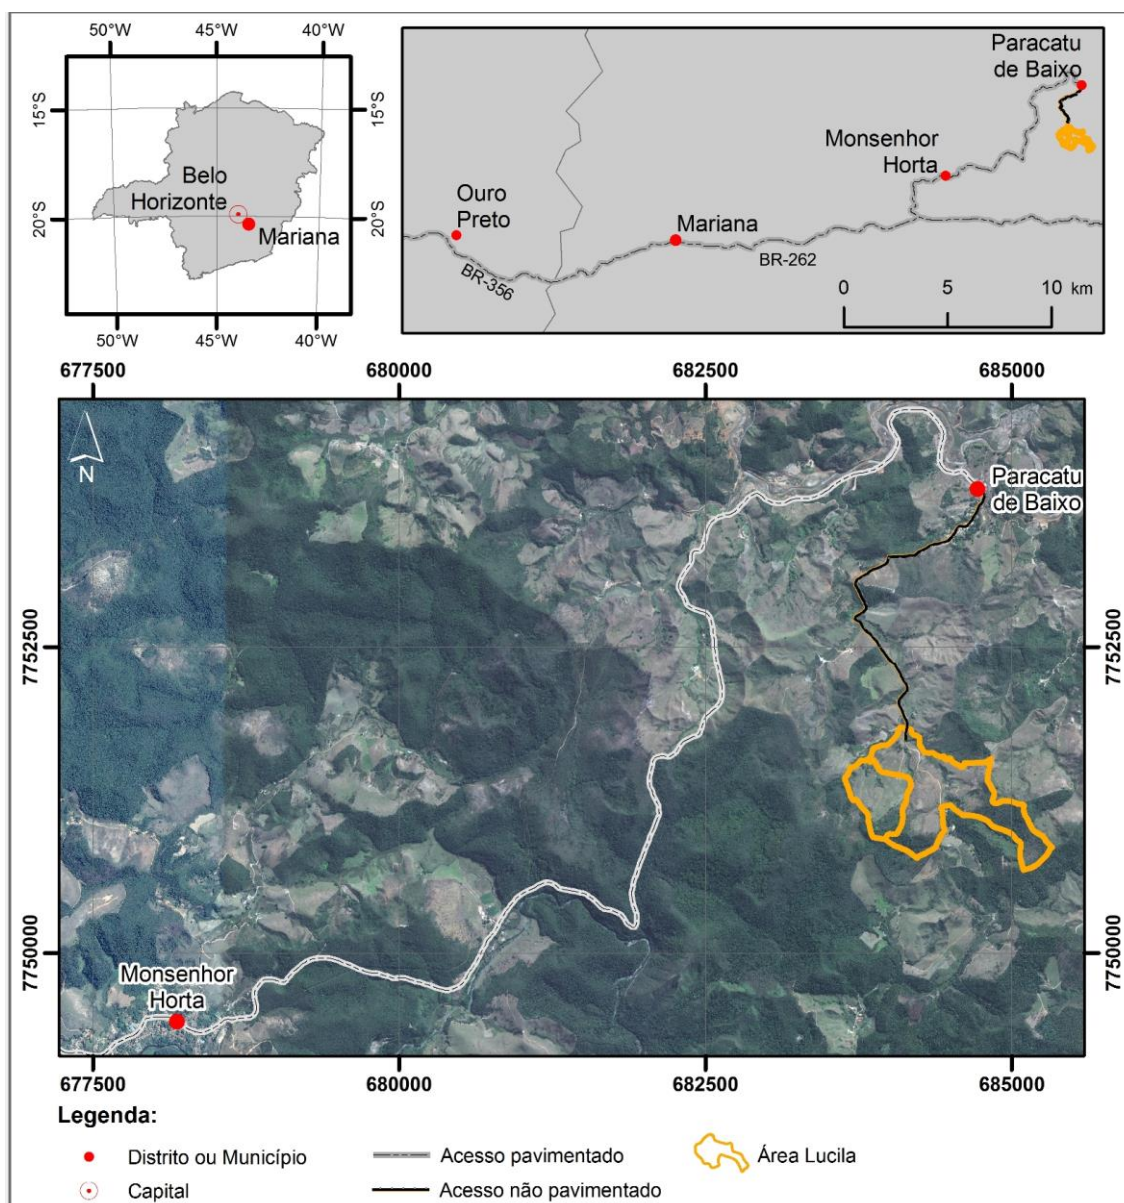 50°W 45°W 40°W
15°S
20°S
Belo
Horizonte
Mariana
15°S
20°S
50°W 45°W 40°W
Paracatu
de Baixo
Monsenhor
Horta
Ouro
Preto
Mariana
BR-356
BR-262
0 5 10 km
677500 680000 682500 685000
N
Paracatu
de Baixo
7752500
7752500
7750000
7750000
Monsenhor
Horta
677500 680000 682500 685000
Legenda:
Distrito ou Município
Acesso pavimentado
Área Lucila
Capital
Acesso não pavimentado